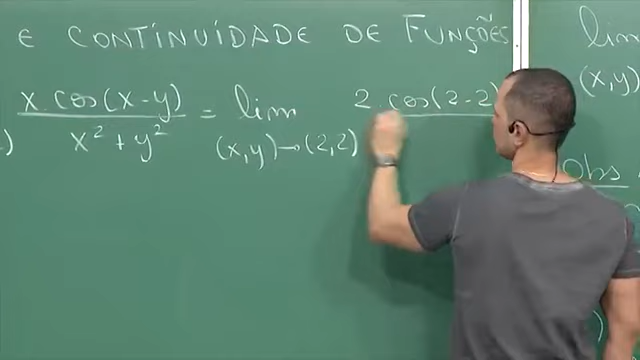 E CONTINUIDADE DE FUNÇÕES
x. cos(x-y) = lim 2. cos(2-2)
x² + y² (x,y)→(2,2)
lim
(x,y)
Obs